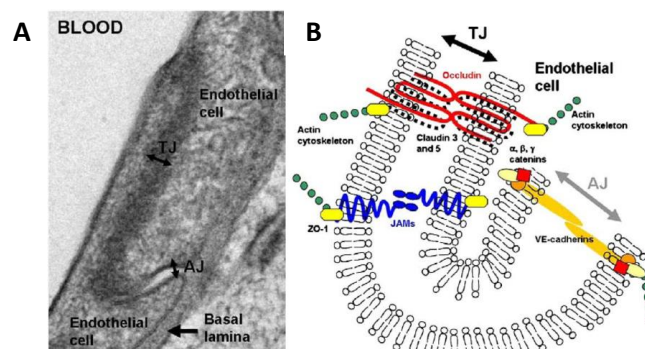 A
BLOOD
Endothelial
cell
TJ
AJ
Endothelial
cell
Basal
lamina
B
TJ
Occludin
Endothelial
cell
Actin
cytoskeleton
Actin
cytoskeleton
Claudin 3
and 5
α, β, γ
catenins
AJ
ZO-1
JAMs
VE-cadherins